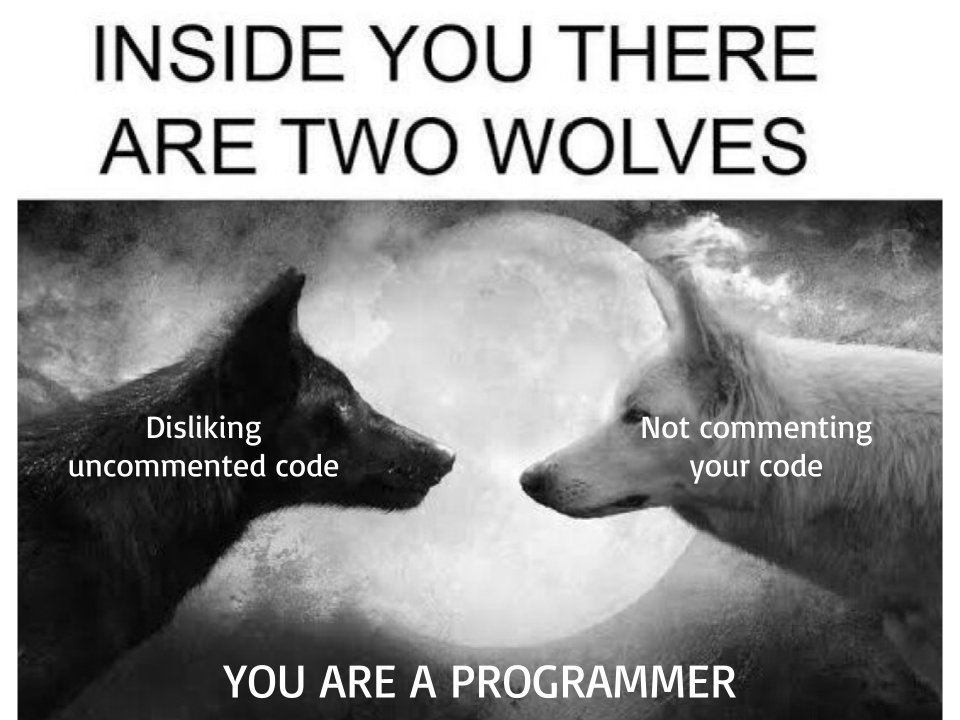 INSIDE YOU THERE
ARE TWO WOLVES
Disliking
uncommented code
Not commenting
your code
YOU ARE A PROGRAMMER